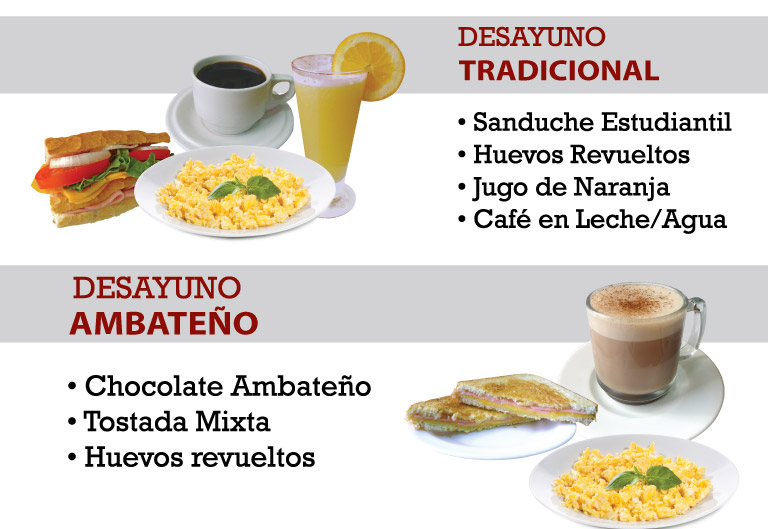 DESAYUNO
TRADICIONAL
• Sanduche Estudiantil
• Huevos Revueltos
• Jugo de Naranja
• Café en Leche/Agua
DESAYUNO
AMBATEÑO
• Chocolate Ambateño
• Tostada Mixta
• Huevos revueltos